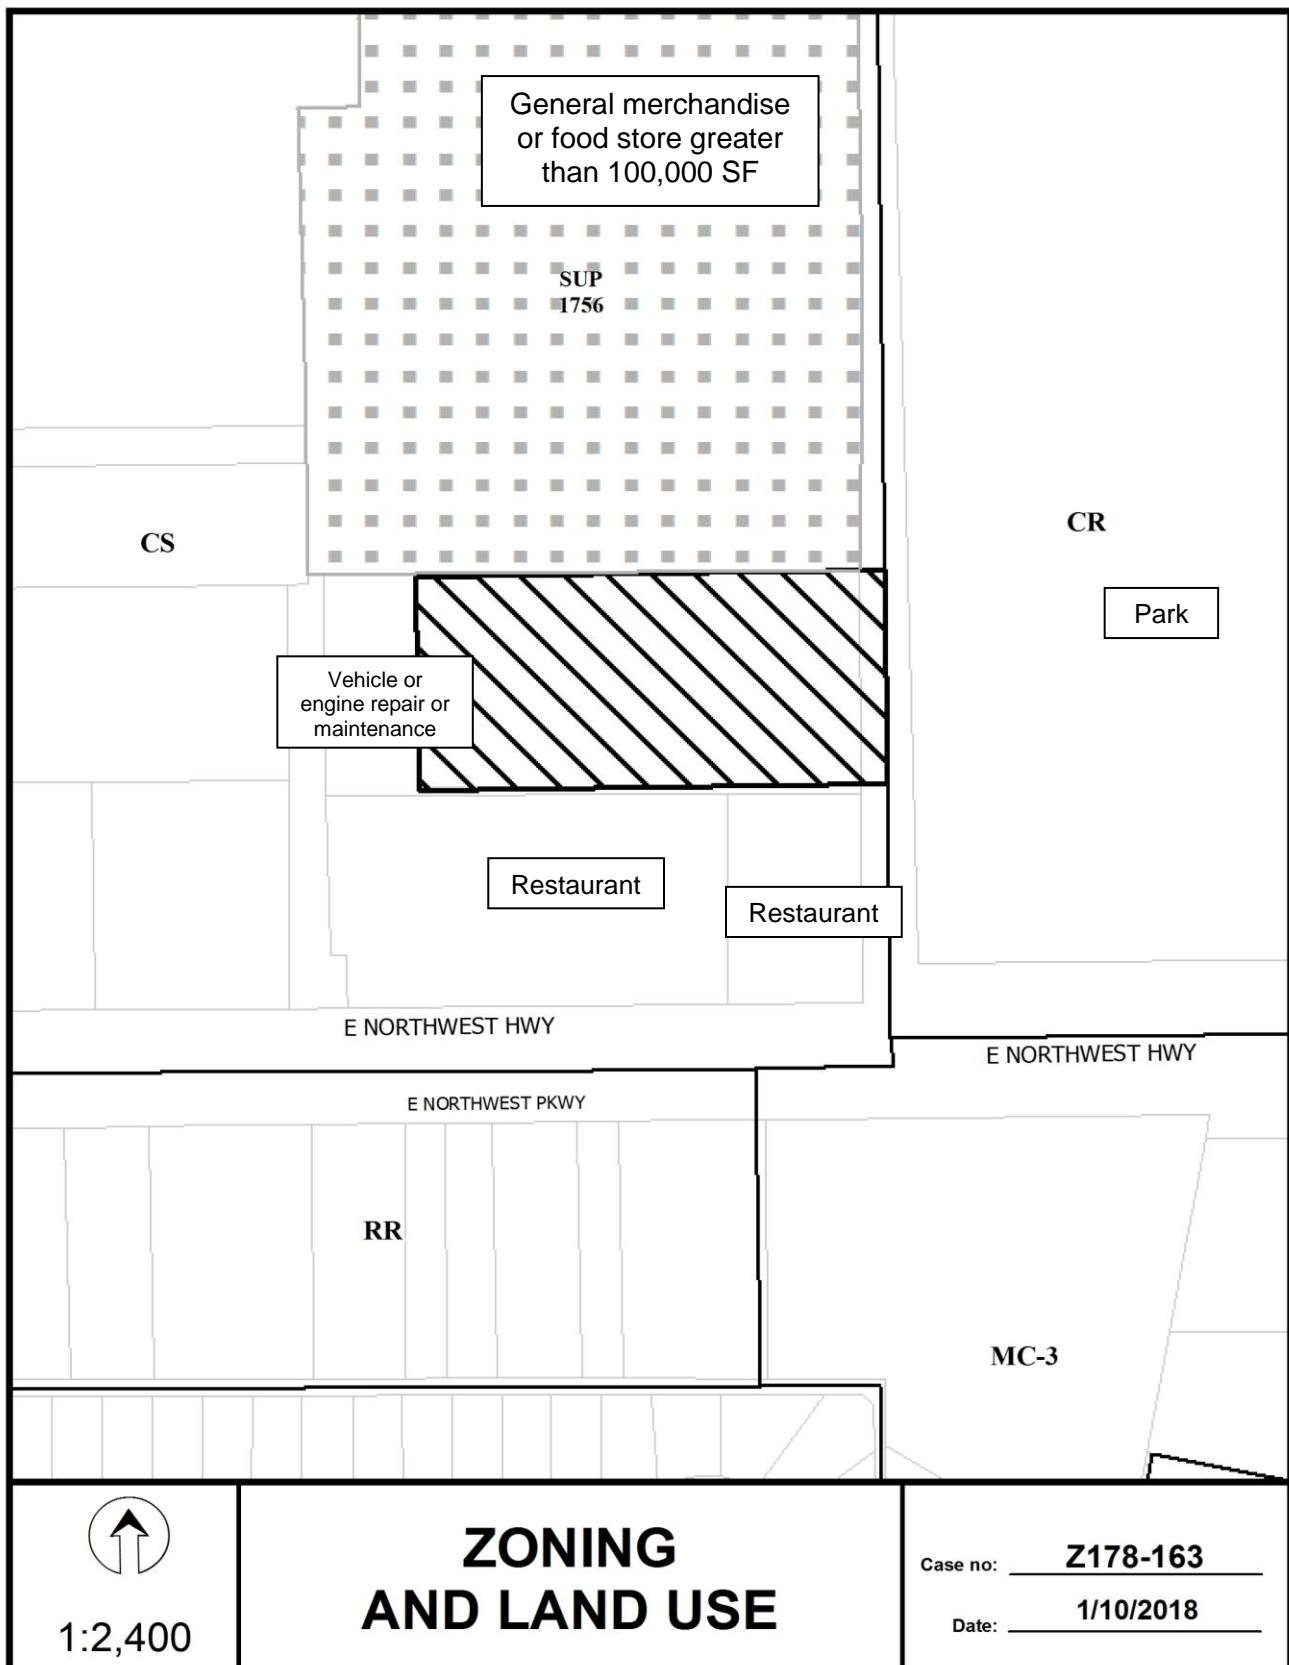 General merchandise
or food store greater
than 100,000 SF
SUP
1756
CS
CR
Park
Vehicle or
engine repair or
maintenance
Restaurant
Restaurant
E NORTHWEST HWY
E NORTHWEST HWY
E NORTHWEST PKWY
RR
MC-3
1:2,400
ZONING
AND LAND USE
Case no: Z178-163
Date: 1/10/2018